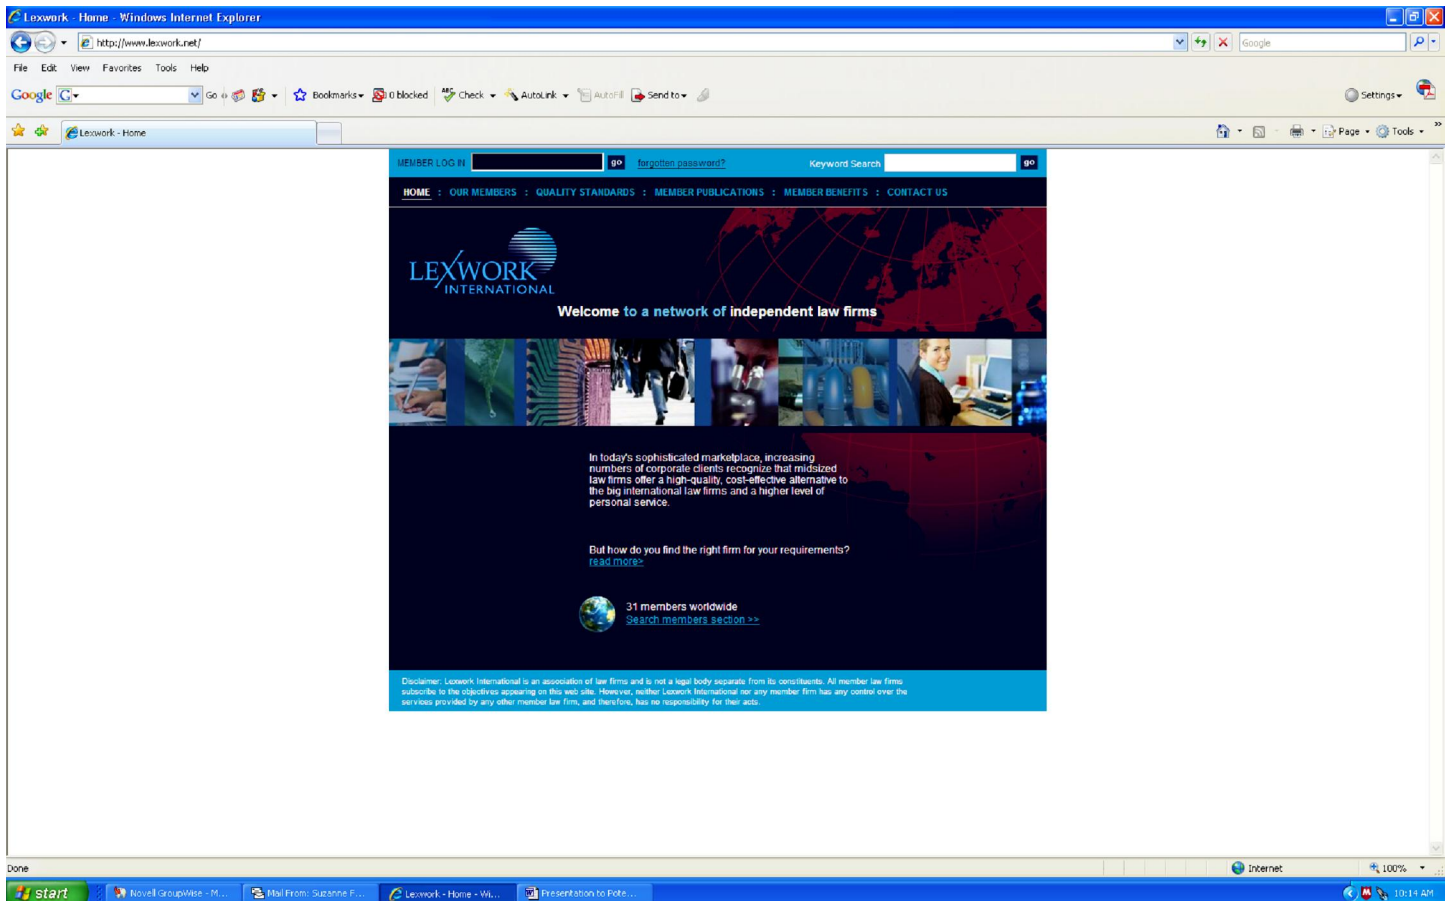 Lexwork - Home - Windows Internet Explorer
http://www.lexwork.net/
Google
File Edit View Favorites Tools Help
Google G Go Bookmarks 0 blocked ABC Check AutoLink AutoFill Send to Settings
Lexwork - Home
Page Tools »
MEMBER LOG IN go forgotten password? Keyword Search go
HOME : OUR MEMBERS : QUALITY STANDARDS : MEMBER PUBLICATIONS : MEMBER BENEFITS : CONTACT US
LEXWORK
INTERNATIONAL
Welcome to a network of independent law firms
In today's sophisticated marketplace, increasing
numbers of corporate clients recognize that midsized
law firms offer a high-quality, cost-effective alternative to
the big international law firms and a higher level of
personal service.
But how do you find the right firm for your requirements?
read more>
31 members worldwide
Search members section >>
Disclaimer: Lexwork International is an association of law firms and is not a legal body separate from its constituents. All member law firms
subscribe to the objectives appearing on this web site. However, neither Lexwork International nor any member firm has any control over the
services provided by any other member law firm, and therefore, has no responsibility for their acts.
Done
Internet
100%
start
Novell GroupWise - M...
Mail From: Suzanne F...
Lexwork - Home - Wi...
Presentation to Pote...
10:14 AM